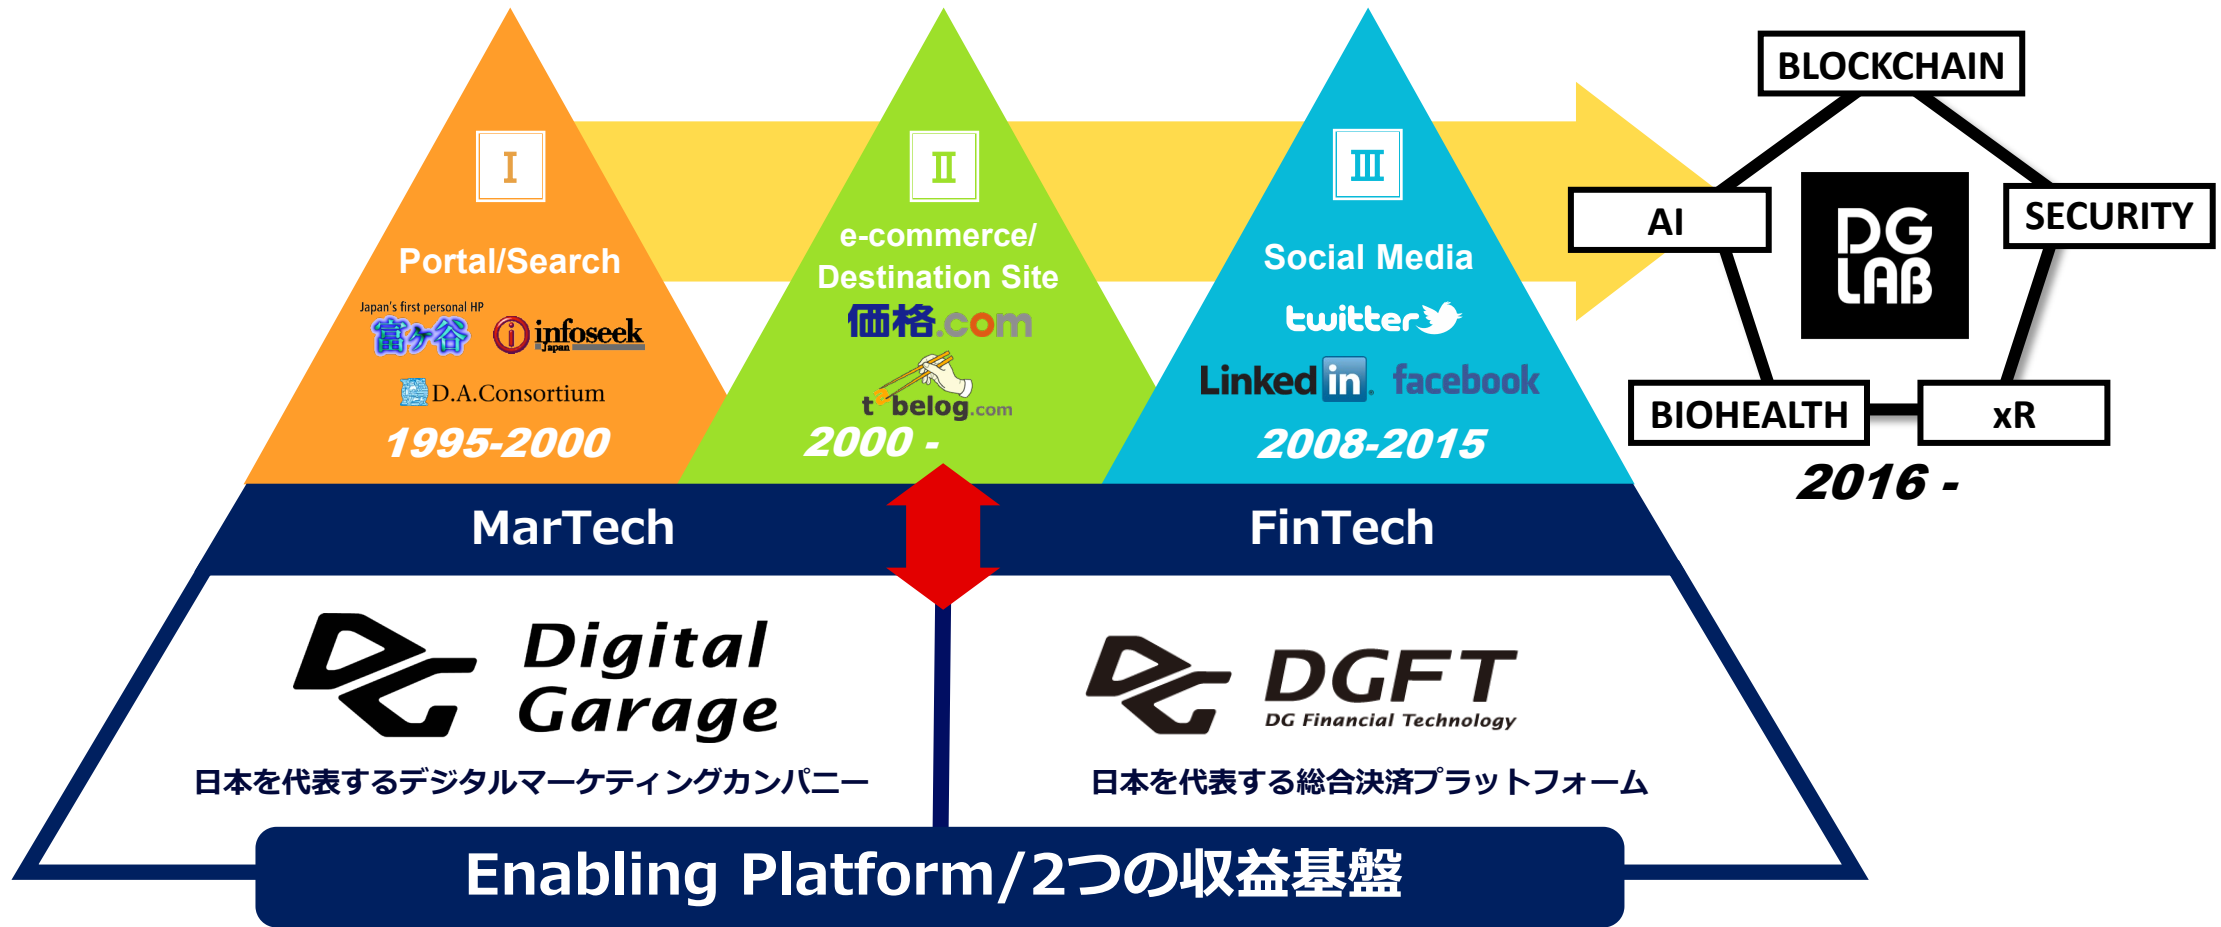 I
Portal/Search
Japan's first personal HP
富ヶ谷
infoseek
Japan
D.A.Consortium
1995-2000
II
e-commerce/
Destination Site
価格.com
tabelog.com
2000 -
III
Social Media
twitter
Linked in.
facebook
2008-2015
BLOCKCHAIN
AI
DG
LAB
SECURITY
BIOHEALTH
xR
2016 -
MarTech
FinTech
Digital
Garage
日本を代表するデジタルマーケティングカンパニー
DGFT
DG Financial Technology
日本を代表する総合決済プラットフォーム
Enabling Platform/2つの収益基盤